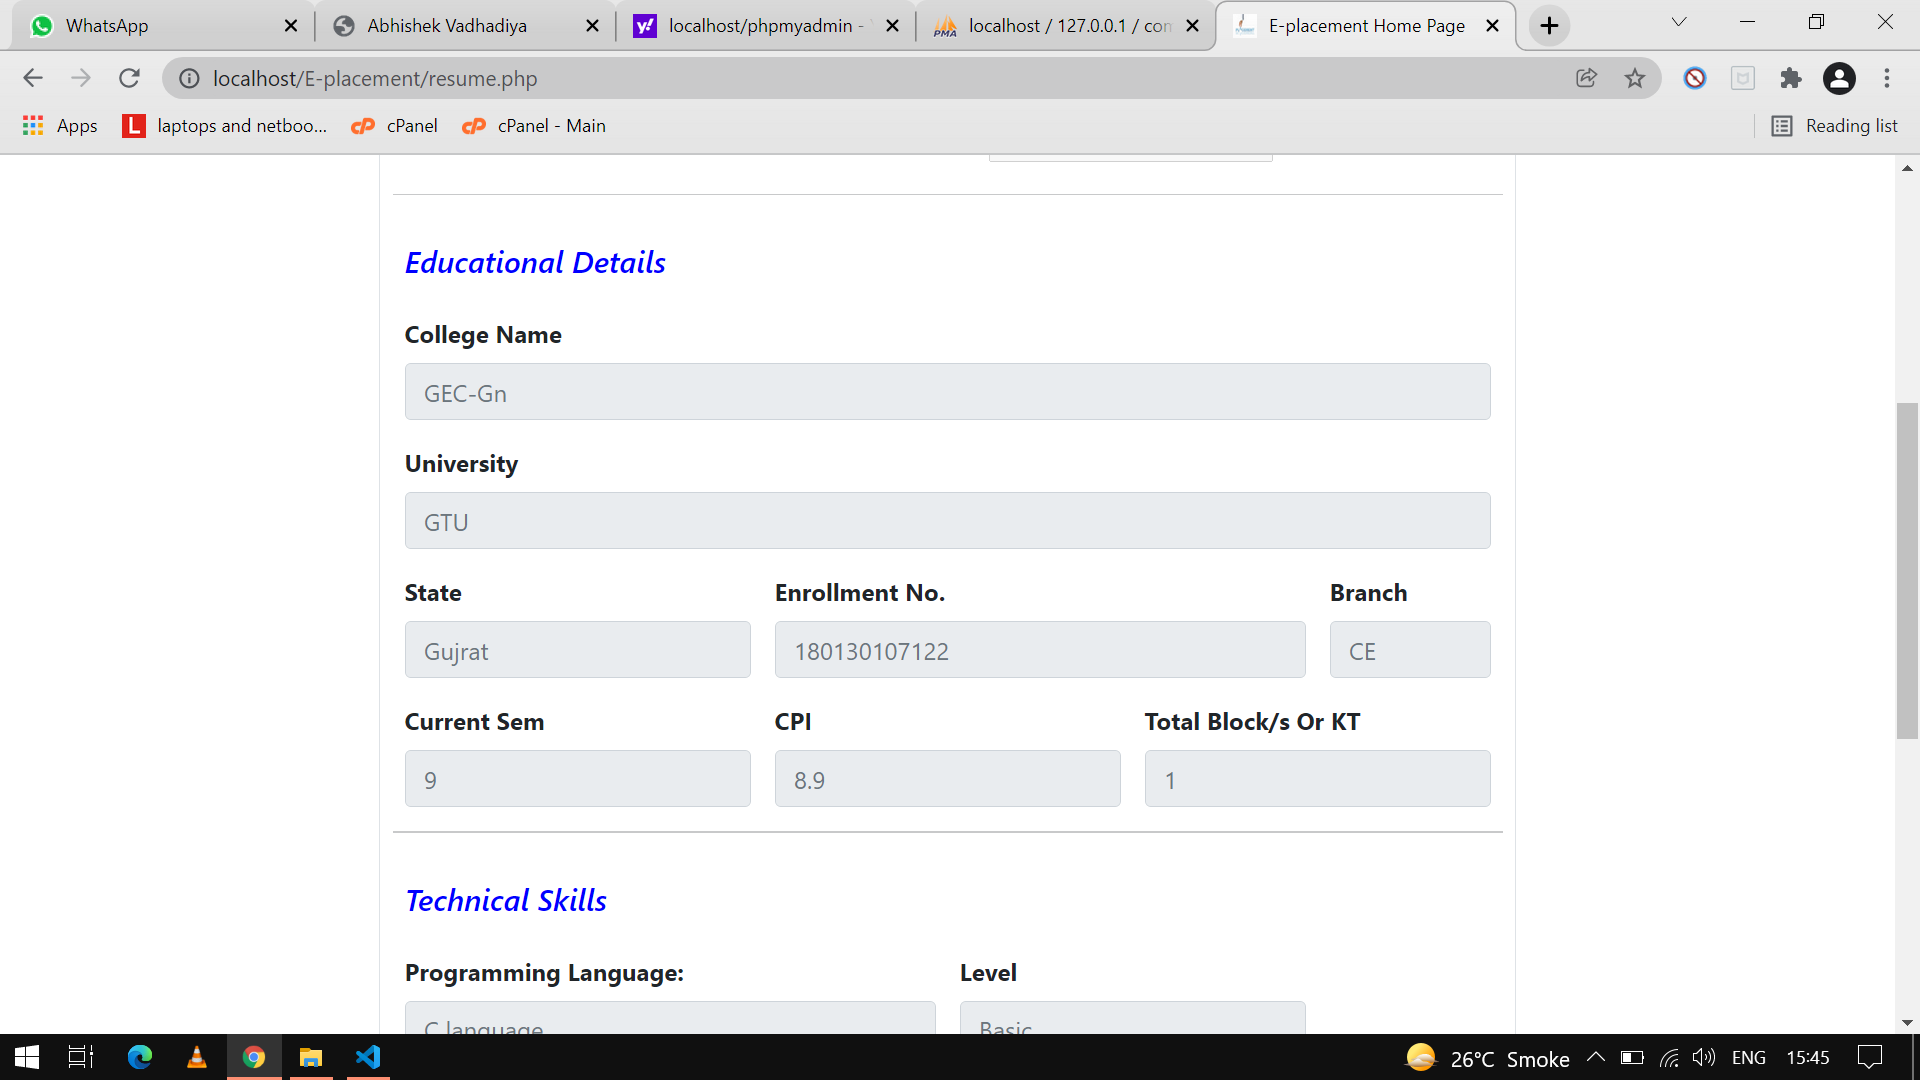 WhatsApp
Abhishek Vadhadiya
localhost/phpmyadmin -
localhost / 127.0.0.1 / con
E-placement Home Page
localhost/E-placement/resume.php
Apps
laptops and netboo...
cPanel
cPanel - Main
Reading list
Educational Details
College Name
GEC-Gn
University
GTU
State Enrollment No. Branch
Gujrat 180130107122 CE
Current Sem CPI Total Block/s Or KT
9 8.9 1
Technical Skills
Programming Language: Level
C language Basic
26°C Smoke ENG 15:45